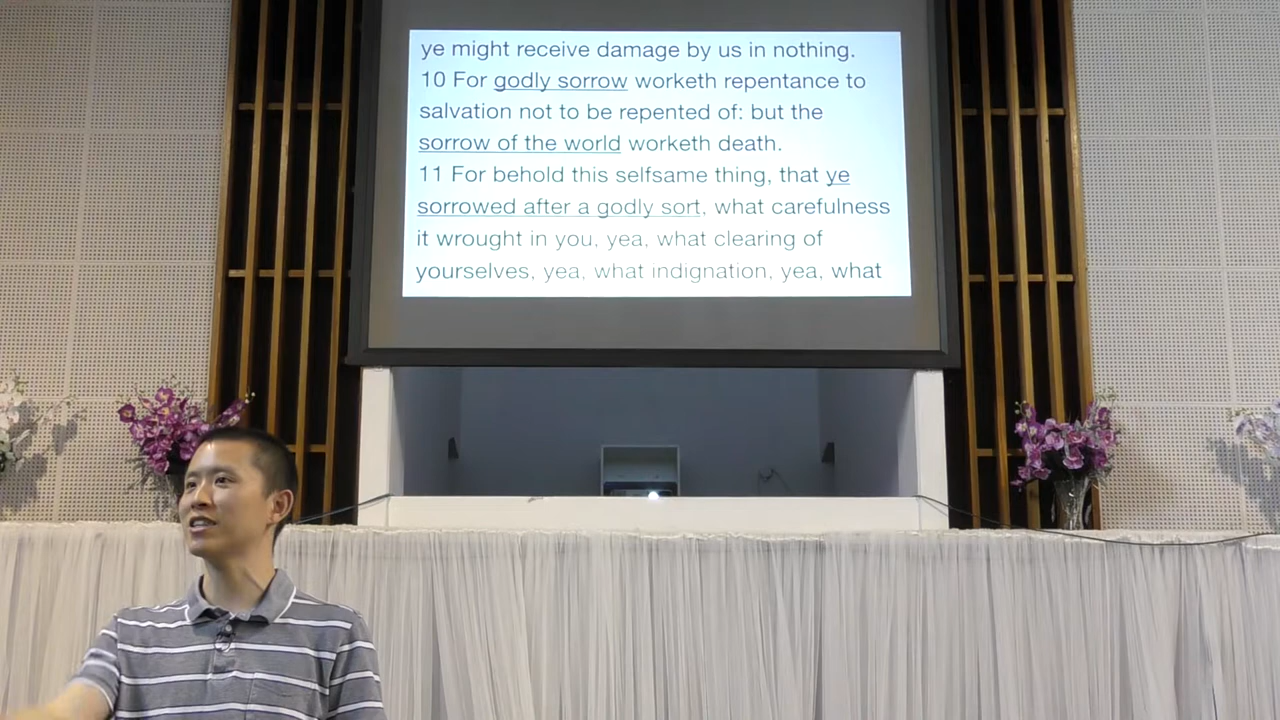 ye might receive damage by us in nothing.
10 For godly sorrow worketh repentance to
salvation not to be repented of: but the
sorrow of the world worketh death.
11 For behold this selfsame thing, that ye
sorrowed after a godly sort, what carefulness
it wrought in you, yea, what clearing of
yourselves, yea, what indignation, yea, what